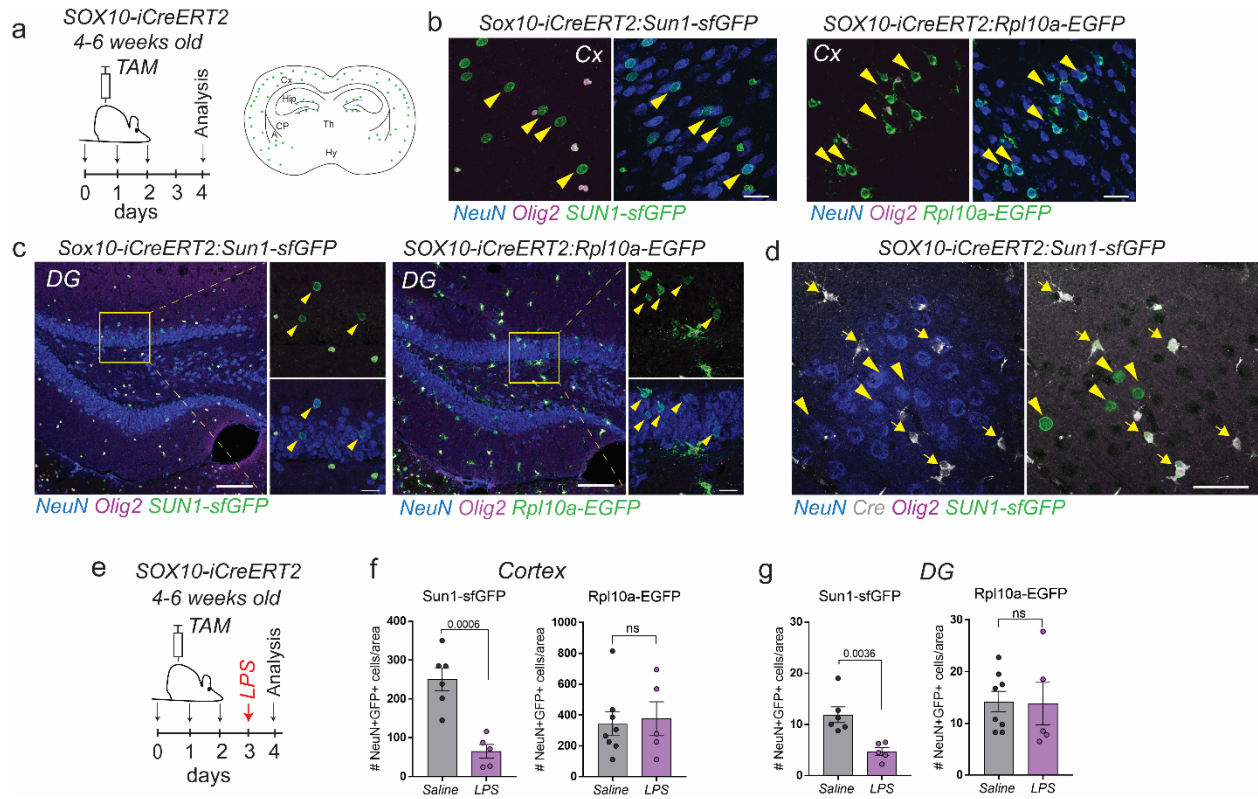 a
SOX10-iCreERT2
4-6 weeks old
TAM
Analysis
0 1 2 3 4
days
Cx
Hip
CP
A
Th
Hy
b
Sox10-iCreERT2:Sun1-sfGFP
SOX10-iCreERT2:Rpl10a-EGFP
Cx
Cx
NeuN Olig2 SUN1-sfGFP
NeuN Olig2 Rpl10a-EGFP
c
Sox10-iCreERT2:Sun1-sfGFP
SOX10-iCreERT2:Rpl10a-EGFP
DG
DG
NeuN Olig2 SUN1-sfGFP
NeuN Olig2 Rpl10a-EGFP
d
SOX10-iCreERT2:Sun1-sfGFP
NeuN Cre Olig2 SUN1-sfGFP
e
SOX10-iCreERT2
4-6 weeks old
TAM
LPS
Analysis
0 1 2 3 4
days
f
Cortex
Sun1-sfGFP
# NeuN+GFP+ cells/area
400
300
200
100
0
0.0006
Saline LPS
Rpl10a-EGFP
# NeuN+GFP+ cells/area
1000
800
600
400
200
0
ns
Saline LPS
g
DG
Sun1-sfGFP
# NeuN+GFP+ cells/area
30
20
10
0
0.0036
Saline LPS
Rpl10a-EGFP
# NeuN+GFP+ cells/area
30
20
10
0
ns
Saline LPS